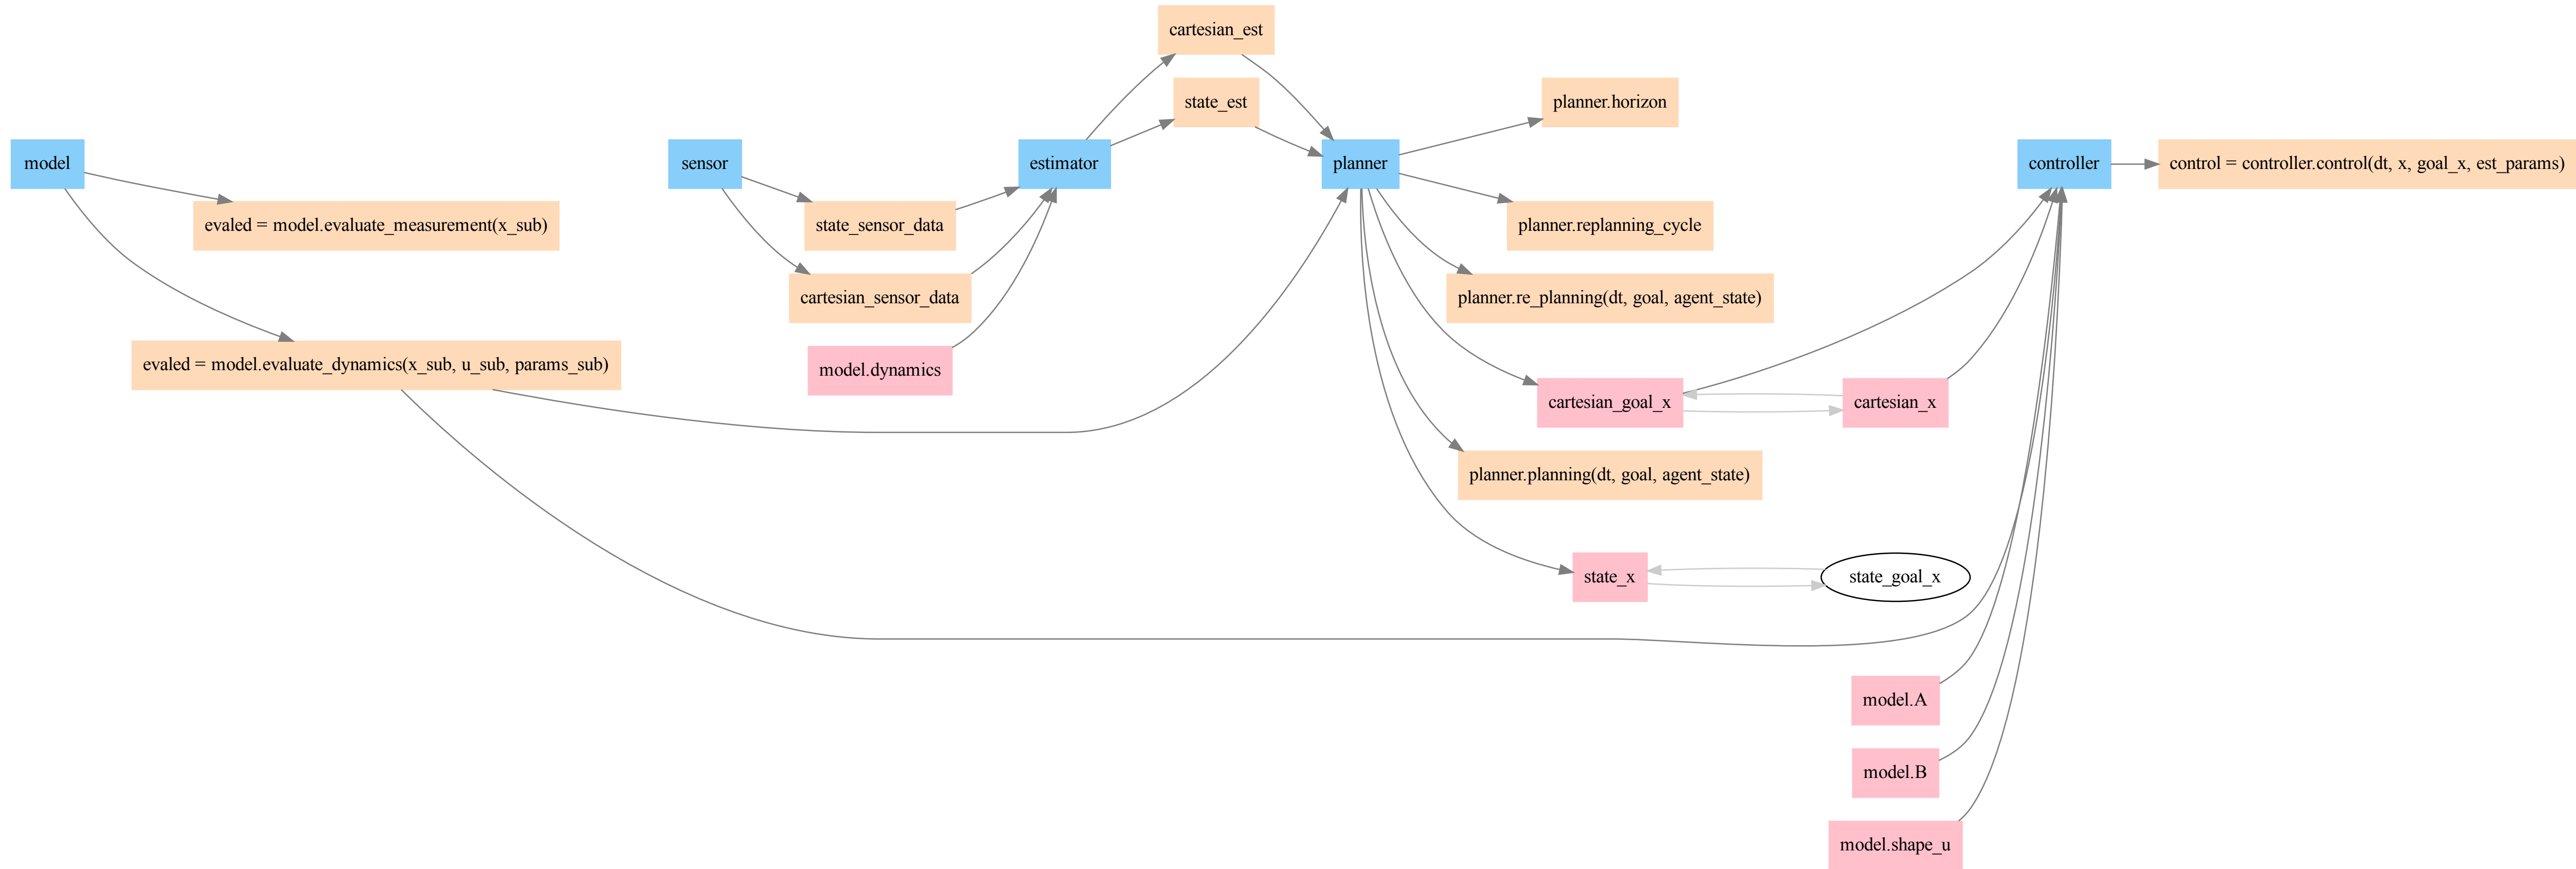 cartesian_est
state_est
planner.horizon
model
sensor
estimator
planner
controller
control = controller.control(dt, x, goal_x, est_params)
evaled = model.evaluate_measurement(x_sub)
state_sensor_data
planner.replanning_cycle
cartesian_sensor_data
planner.re_planning(dt, goal, agent_state)
evaled = model.evaluate_dynamics(x_sub, u_sub, params_sub)
model.dynamics
cartesian_goal_x
cartesian_x
planner.planning(dt, goal, agent_state)
state_x
state_goal_x
model.A
model.B
model.shape_u